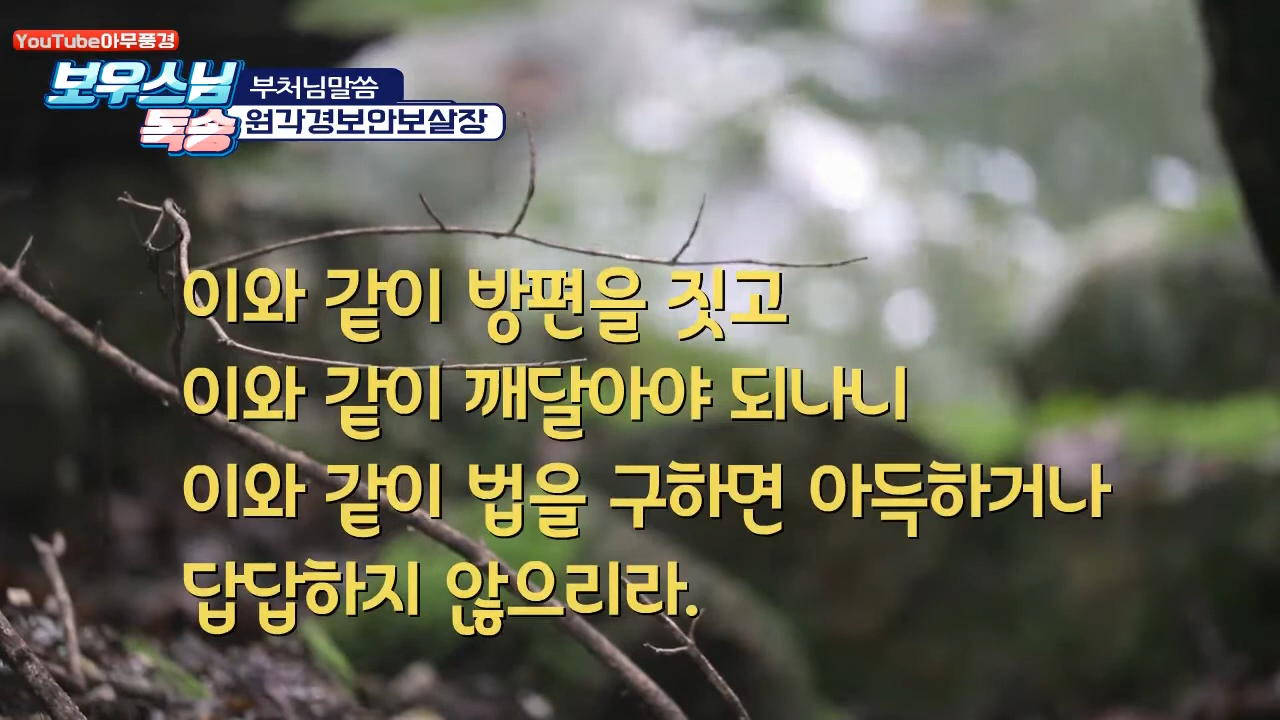 YouTube아무풍경
보우스님 부처님말씀
독송 원각경보안보살장
이와 같이 방편을 짓고
이와 같이 깨달아야 되나니
이와 같이 법을 구하면 아득하거나
답답하지 않으리라.